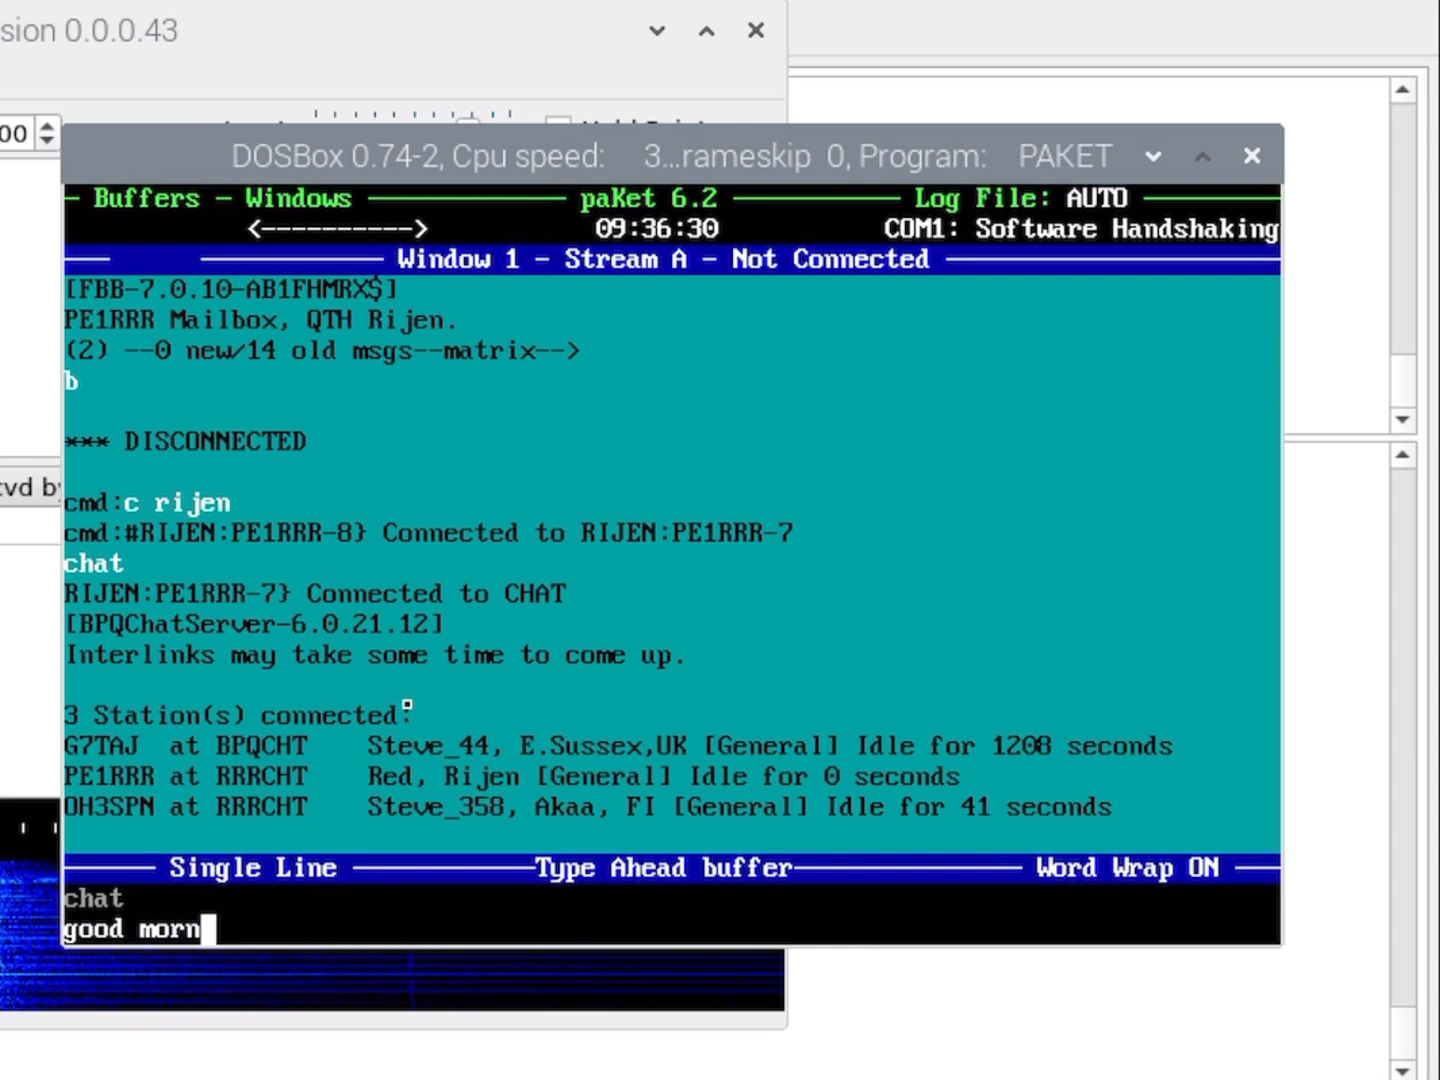 sion 0.0.0.43
00
DOSBox 0.74-2, Cpu speed: 3...rameskip 0, Program: PAKET
Buffers - Windows paKet 6.2 Log File: AUTO
<----------> 09:36:30 COM1: Software Handshaking
Window 1 - Stream A - Not Connected
[FBB-7.0.10-AB1FHMRX$]
PE1RRR Mailbox, QTH Rijen.
(2) --0 new/14 old msgs--matrix-->
b
*** DISCONNECTED
cvd by
cmd:c rijen
cmd:#RIJEN:PE1RRR-8} Connected to RIJEN:PE1RRR-7
chat
RIJEN:PE1RRR-7} Connected to CHAT
[BPQChatServer-6.0.21.12]
Interlinks may take some time to come up.
3 Station(s) connected:
G7TAJ at BPQCHT Steve_44, E.Sussex,UK [General] Idle for 1208 seconds
PE1RRR at RRRCHT Red, Rijen [General] Idle for 0 seconds
OH3SPN at RRRCHT Steve_358, Akaa, FI [General] Idle for 41 seconds
Single Line Type Ahead buffer Word Wrap ON
chat
good morn